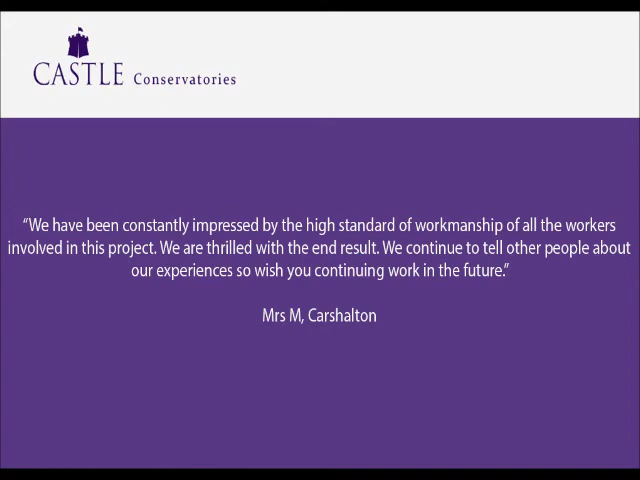 CASTLE Conservatories
“We have been constantly impressed by the high standard of workmanship of all the workers
involved in this project. We are thrilled with the end result. We continue to tell other people about
our experiences so wish you continuing work in the future.”
Mrs M, Carshalton